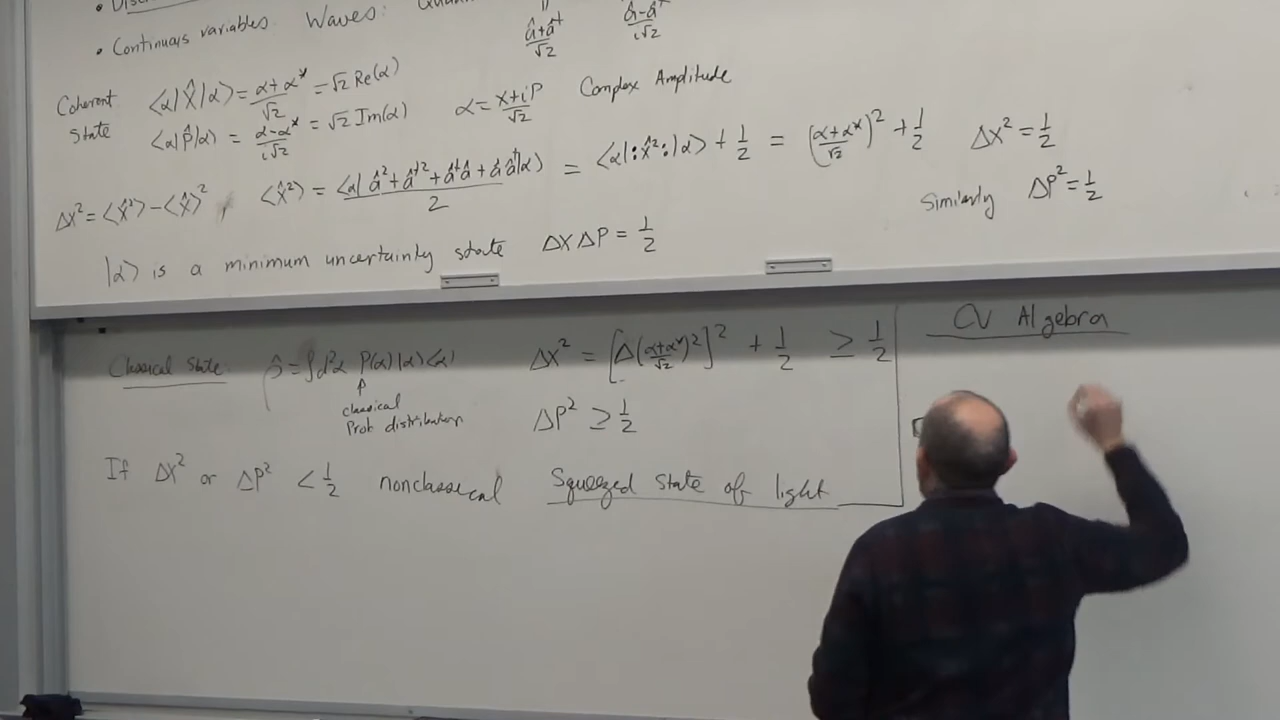 • Continuous variables. Waves:
â+â†/√2 â-â†/i√2
Coherent State ⟨α|X̂|α⟩ = (α+α*)/√2 = √2 Re(α)
⟨α|P̂|α⟩ = (α-α*)/i√2 = √2 Im(α)
α = (X+iP)/√2 Complex Amplitude
ΔX² = ⟨X̂²⟩-⟨X̂⟩², ⟨X̂²⟩ = ⟨α|â²+â†²+â†â+ââ†|α⟩/2 = ⟨α|:X̂²:|α⟩ + 1/2 = ((α+α*)/√2)² + 1/2 ΔX² = 1/2
Similarly ΔP² = 1/2
|α⟩ is a minimum uncertainty state ΔXΔP = 1/2
Classical State ρ̂ = ∫d²α P(α)|α⟩⟨α| ΔX² = [Δ((α+α*)/√2)²]² + 1/2 ≥ 1/2
classical
Prob distribution
ΔP² ≥ 1/2
If ΔX² or ΔP² < 1/2 nonclassical Squeezed state of light
CV Algebra